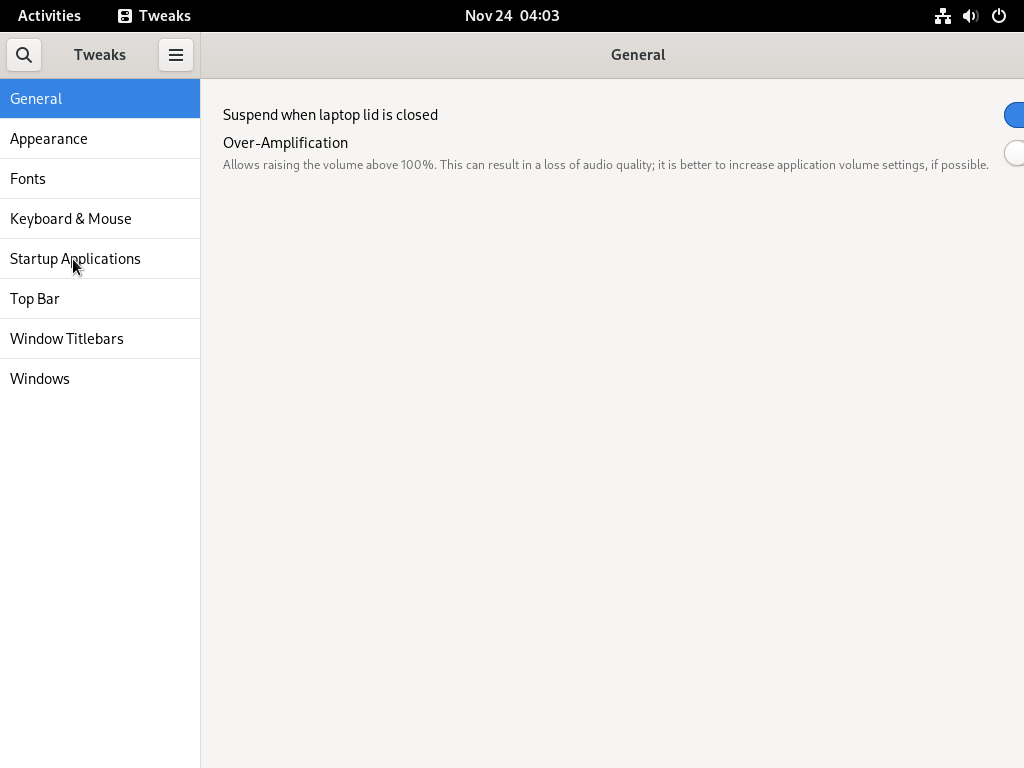 Activities
Tweaks
Nov 24 04:03
Tweaks
General
General
Appearance
Fonts
Keyboard & Mouse
Startup Applications
Top Bar
Window Titlebars
Windows
Suspend when laptop lid is closed
Over-Amplification
Allows raising the volume above 100%. This can result in a loss of audio quality; it is better to increase application volume settings, if possible.